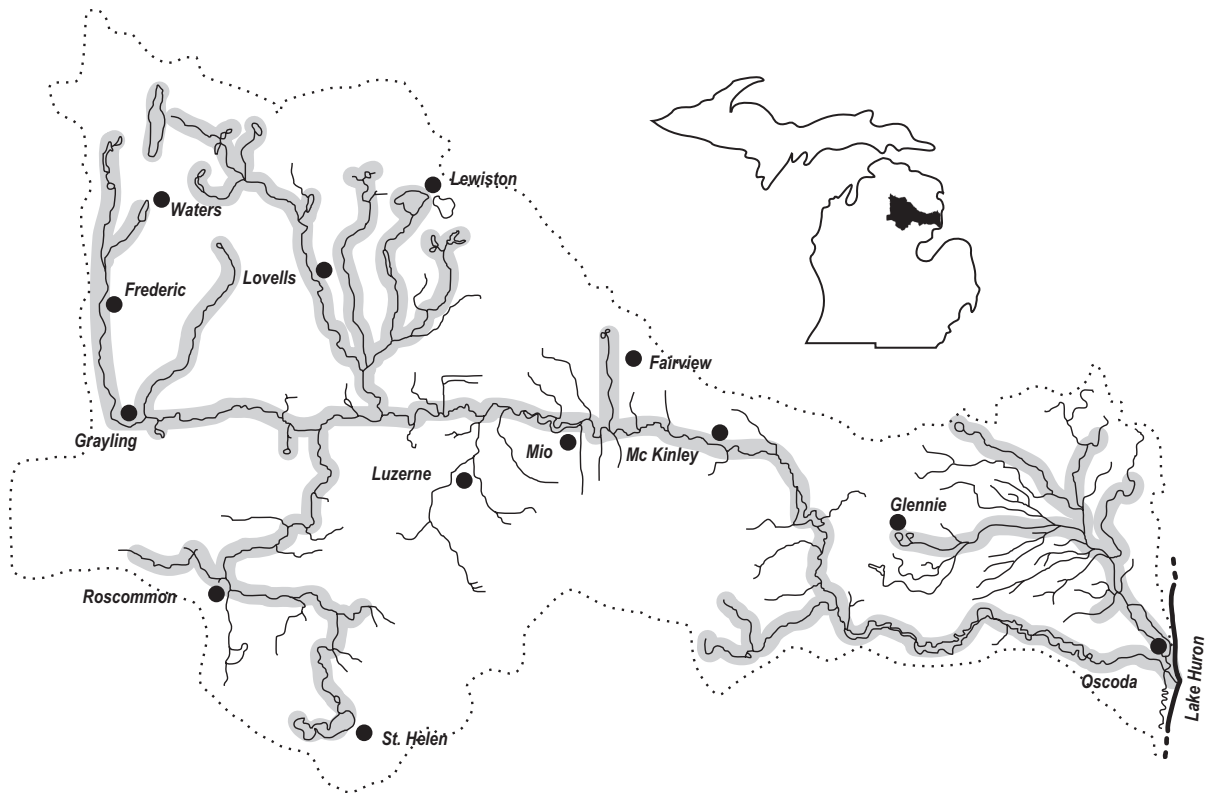 Lewiston
Waters
Lovells
Frederic
Fairview
Grayling
Mio
Mc Kinley
Luzerne
Glennie
Roscommon
Oscoda
Lake Huron
St. Helen